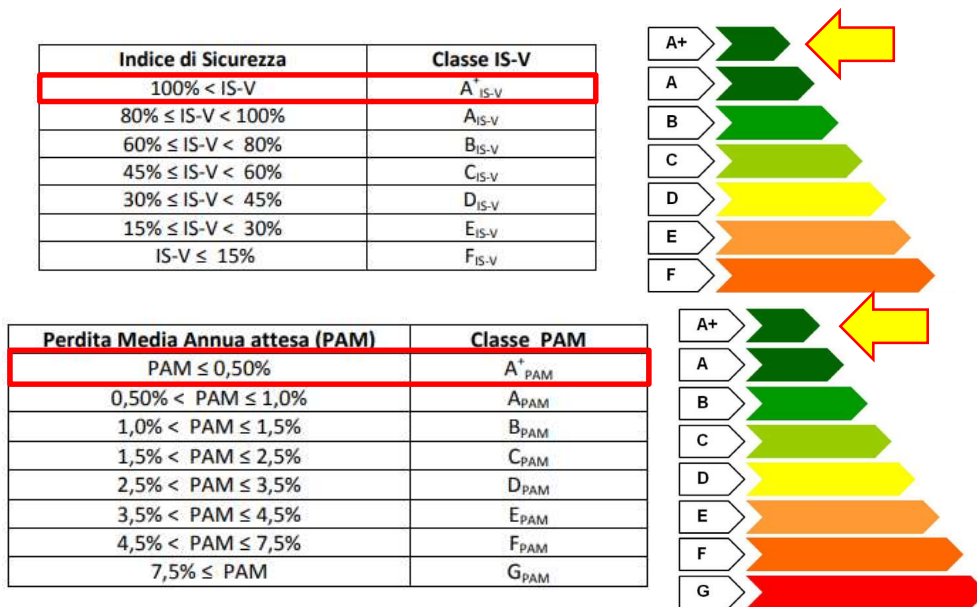 Indice di Sicurezza Classe IS-V
100% < IS-V A⁺IS-V
80% ≤ IS-V < 100% AIS-V
60% ≤ IS-V < 80% BIS-V
45% ≤ IS-V < 60% CIS-V
30% ≤ IS-V < 45% DIS-V
15% ≤ IS-V < 30% EIS-V
IS-V ≤ 15% FIS-V
A+
A
B
C
D
E
F
Perdita Media Annua attesa (PAM) Classe PAM
PAM ≤ 0,50% A⁺PAM
0,50% < PAM ≤ 1,0% APAM
1,0% < PAM ≤ 1,5% BPAM
1,5% < PAM ≤ 2,5% CPAM
2,5% < PAM ≤ 3,5% DPAM
3,5% < PAM ≤ 4,5% EPAM
4,5% < PAM ≤ 7,5% FPAM
7,5% ≤ PAM GPAM
A+
A
B
C
D
E
F
G